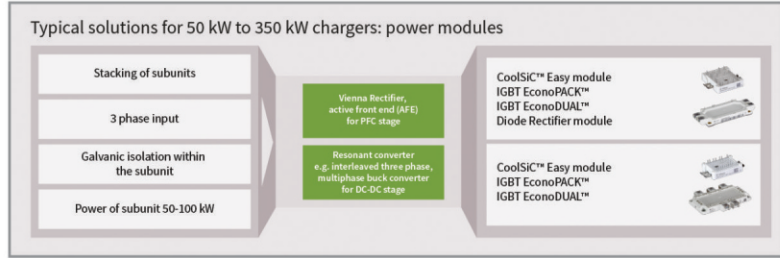 Typical solutions for 50 kW to 350 kW chargers: power modules
Stacking of subunits
3 phase input
Galvanic isolation within
the subunit
Power of subunit 50-100 kW
Vienna Rectifier,
active front end (AFE)
for PFC stage
Resonant converter
e.g. interleaved three phase,
multiphase buck converter
for DC-DC stage
CoolSiC™ Easy module
IGBT EconoPACK™
IGBT EconoDUAL™
Diode Rectifier module
CoolSiC™ Easy module
IGBT EconoPACK™
IGBT EconoDUAL™